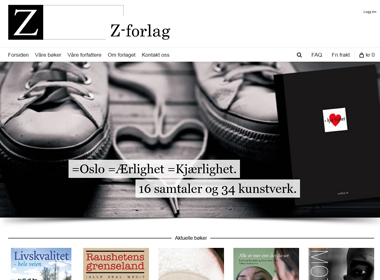 Z
Z-forlag
Logg inn
Forsiden Våre bøker Våre forfattere Om forlaget Kontakt oss FAQ Fri frakt kr 0
=Oslo =Ærlighet =Kjærlighet.
16 samtaler og 34 kunstverk.
Aktuelle bøker
Livskvalitet
- hele veien
Raushetens
grenseland